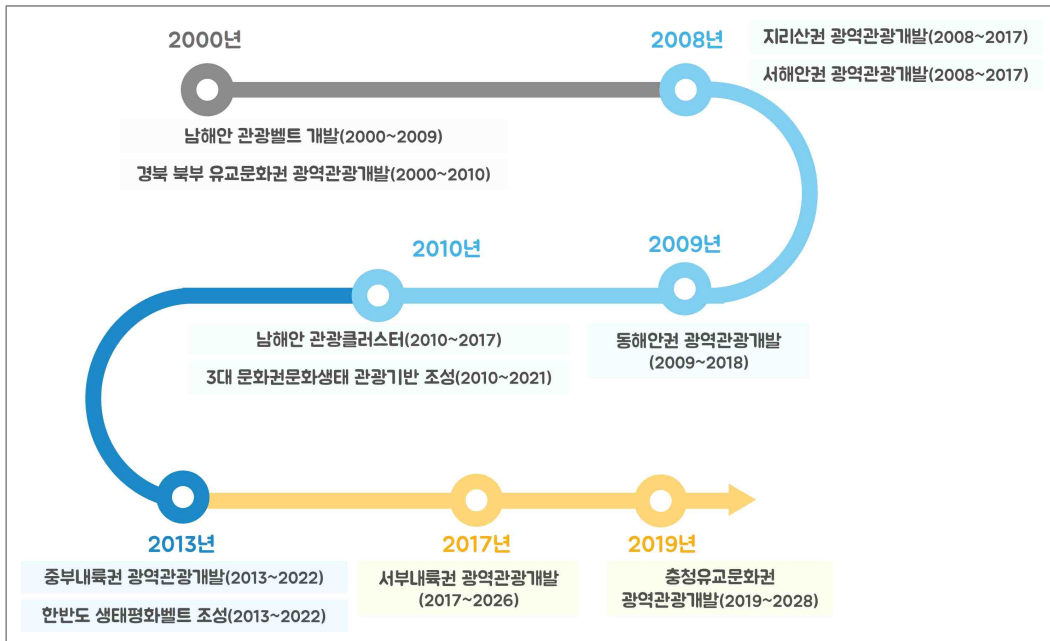 2000년
남해안 관광벨트 개발(2000~2009)
경북 북부 유교문화권 광역관광개발(2000~2010)
2008년
지리산권 광역관광개발(2008~2017)
서해안권 광역관광개발(2008~2017)
2009년
동해안권 광역관광개발
(2009~2018)
2010년
남해안 관광클러스터(2010~2017)
3대 문화권문화생태 관광기반 조성(2010~2021)
2013년
중부내륙권 광역관광개발(2013~2022)
한반도 생태평화벨트 조성(2013~2022)
2017년
서부내륙권 광역관광개발
(2017~2026)
2019년
충청유교문화권
광역관광개발(2019~2028)